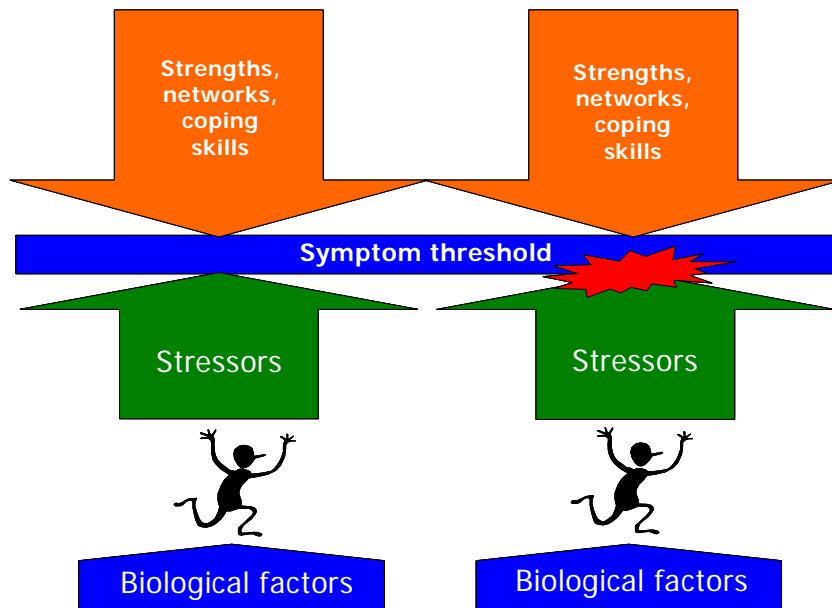 Strengths,
networks,
coping
skills
Strengths,
networks,
coping
skills
Symptom threshold
Stressors
Stressors
Biological factors
Biological factors